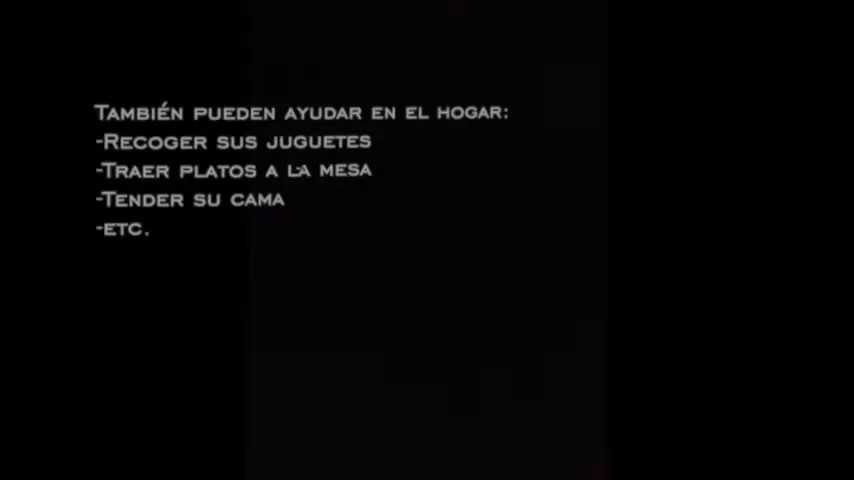 También pueden ayudar en el hogar:
-Recoger sus juguetes
-Traer platos a la mesa
-Tender su cama
-etc.